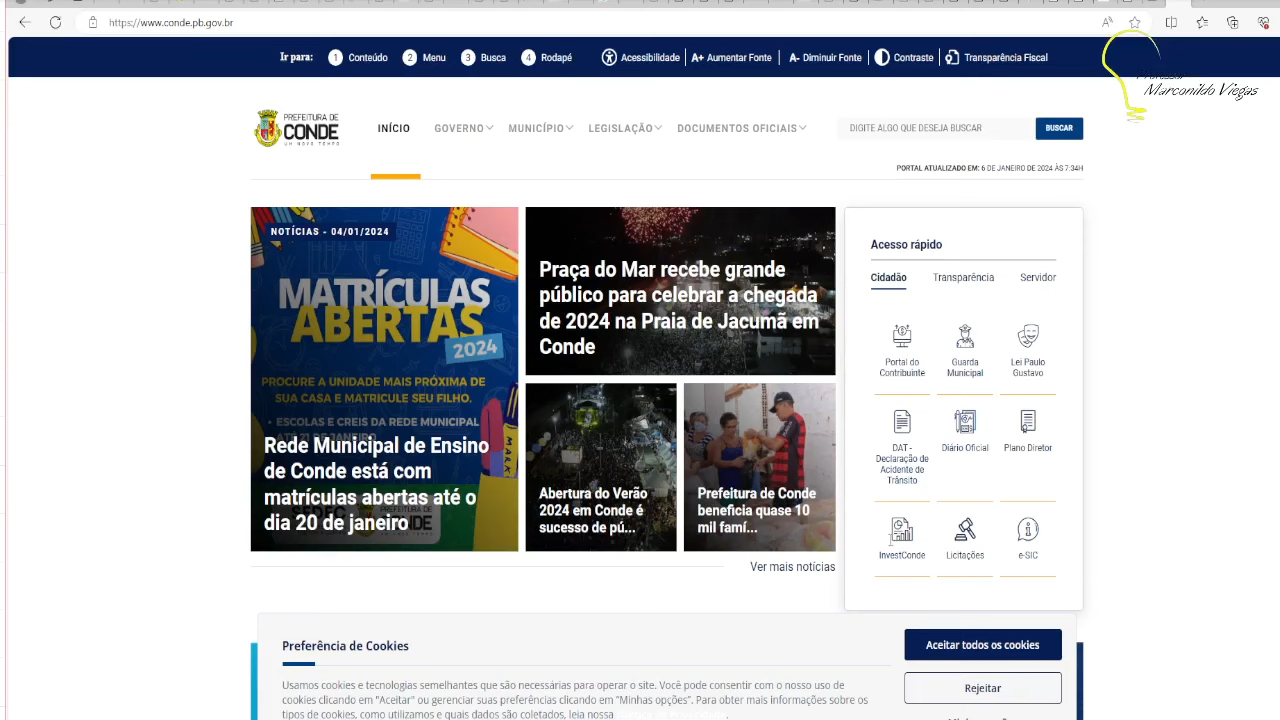 https://www.conde.pb.gov.br
Ir para: 1 Conteúdo 2 Menu 3 Busca 4 Rodapé Acessibilidade A+ Aumentar Fonte A- Diminuir Fonte Contraste Transparência Fiscal
Professor
Marconildo Viegas
PREFEITURA DE
CONDE
UM NOVO TEMPO
INÍCIO GOVERNO MUNICÍPIO LEGISLAÇÃO DOCUMENTOS OFICIAIS DIGITE ALGO QUE DESEJA BUSCAR BUSCAR
PORTAL ATUALIZADO EM: 6 DE JANEIRO DE 2024 ÀS 7:34H
NOTÍCIAS - 04/01/2024
MATRÍCULAS
ABERTAS
2024
PROCURE A UNIDADE MAIS PRÓXIMA DE
SUA CASA E MATRICULE SEU FILHO.
• ESCOLAS E CREIS DA REDE MUNICIPAL
Rede Municipal de Ensino
de Conde está com
matrículas abertas até o
dia 20 de janeiro
Praça do Mar recebe grande
público para celebrar a chegada
de 2024 na Praia de Jacumã em
Conde
Abertura do Verão
2024 em Conde é
sucesso de pú...
Prefeitura de Conde
beneficia quase 10
mil famí...
Ver mais notícias
Acesso rápido
Cidadão Transparência Servidor
Portal do
Contribuinte
Guarda
Municipal
Lei Paulo
Gustavo
DAT -
Declaração de
Acidente de
Trânsito
Diário Oficial
Plano Diretor
InvestConde
Licitações
e-SIC
Preferência de Cookies
Usamos cookies e tecnologias semelhantes que são necessárias para operar o site. Você pode consentir com o nosso uso de
cookies clicando em "Aceitar" ou gerenciar suas preferências clicando em "Minhas opções". Para obter mais informações sobre os
tipos de cookies, como utilizamos e quais dados são coletados, leia nossa
Aceitar todos os cookies
Rejeitar